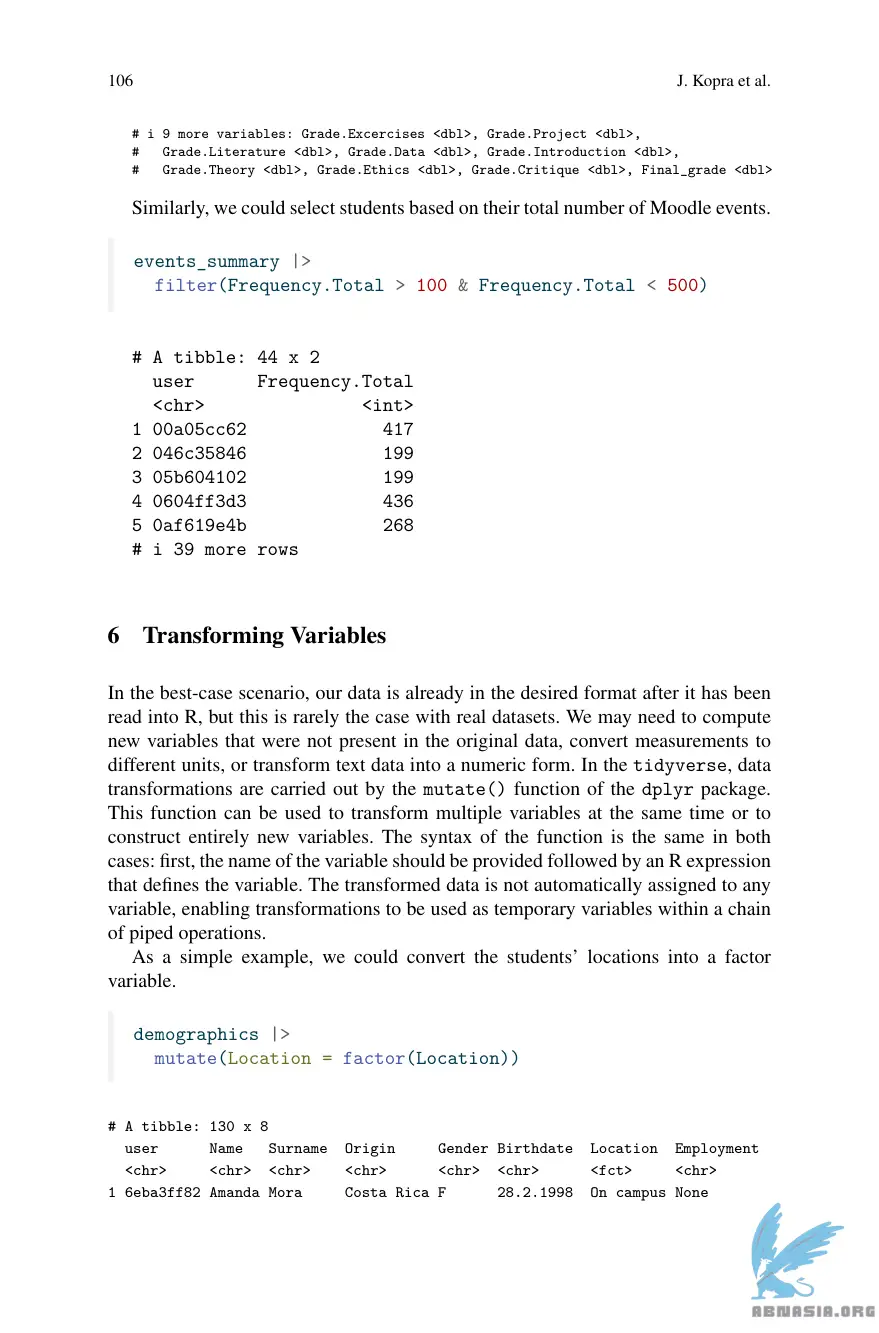 106 J. Kopra et al.
# i 9 more variables: Grade.Excercises <dbl>, Grade.Project <dbl>,
# Grade.Literature <dbl>, Grade.Data <dbl>, Grade.Introduction <dbl>,
# Grade.Theory <dbl>, Grade.Ethics <dbl>, Grade.Critique <dbl>, Final_grade <dbl>
Similarly, we could select students based on their total number of Moodle events.
events_summary |>
filter(Frequency.Total > 100 & Frequency.Total < 500)
# A tibble: 44 x 2
user Frequency.Total
<chr> <int>
1 00a05cc62 417
2 046c35846 199
3 05b604102 199
4 0604ff3d3 436
5 0af619e4b 268
# i 39 more rows
6 Transforming Variables
In the best-case scenario, our data is already in the desired format after it has been
read into R, but this is rarely the case with real datasets. We may need to compute
new variables that were not present in the original data, convert measurements to
different units, or transform text data into a numeric form. In the tidyverse, data
transformations are carried out by the mutate() function of the dplyr package.
This function can be used to transform multiple variables at the same time or to
construct entirely new variables. The syntax of the function is the same in both
cases: first, the name of the variable should be provided followed by an R expression
that defines the variable. The transformed data is not automatically assigned to any
variable, enabling transformations to be used as temporary variables within a chain
of piped operations.
As a simple example, we could convert the students' locations into a factor
variable.
demographics |>
mutate(Location = factor(Location))
# A tibble: 130 x 8
user Name Surname Origin Gender Birthdate Location Employment
<chr> <chr> <chr> <chr> <chr> <chr> <fct> <chr>
1 6eba3ff82 Amanda Mora Costa Rica F 28.2.1998 On campus None
ABNASIA.ORG